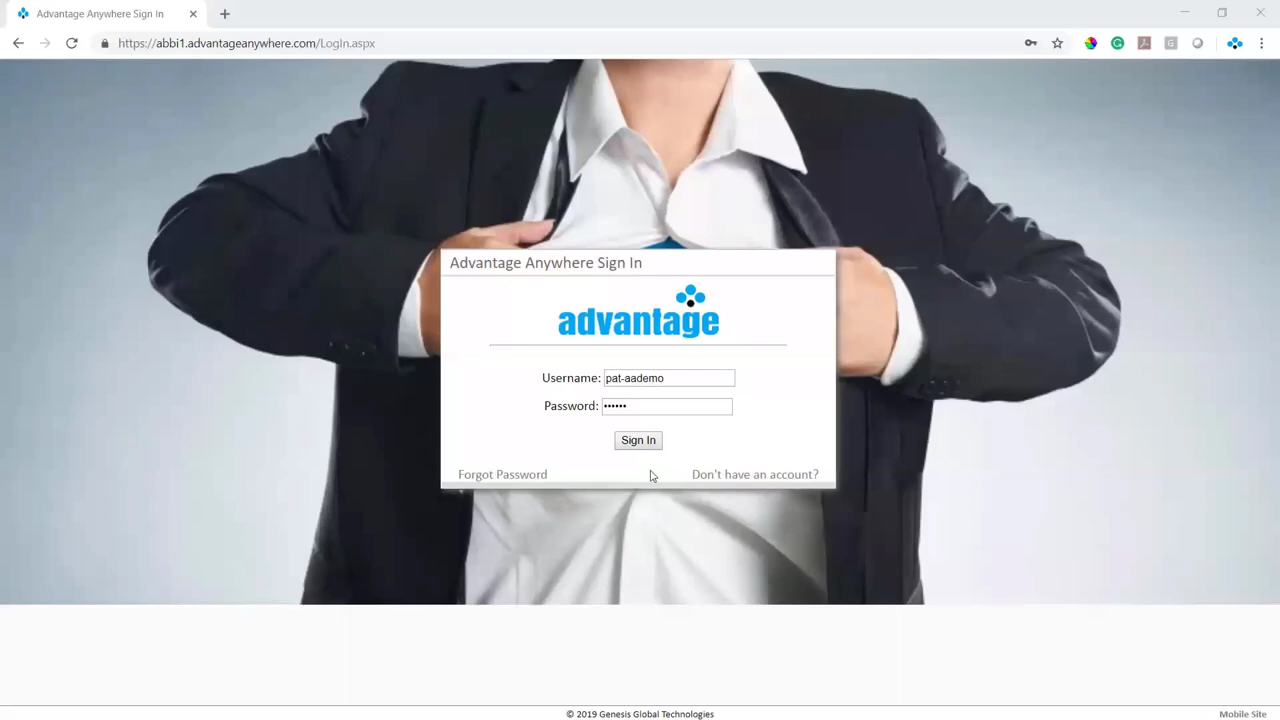 Advantage Anywhere Sign In
https://abbi1.advantageanywhere.com/LogIn.aspx
Advantage Anywhere Sign In
advantage
Username: pat-aademo
Password: ••••••
Sign In
Forgot Password Don't have an account?
© 2019 Genesis Global Technologies Mobile Site